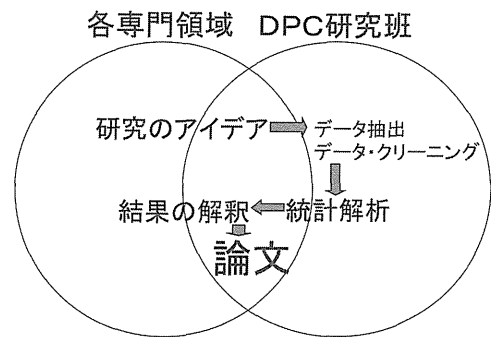 各専門領域 DPC研究班
研究のアイデア データ抽出
データ・クリーニング
結果の解釈 統計解析
論文